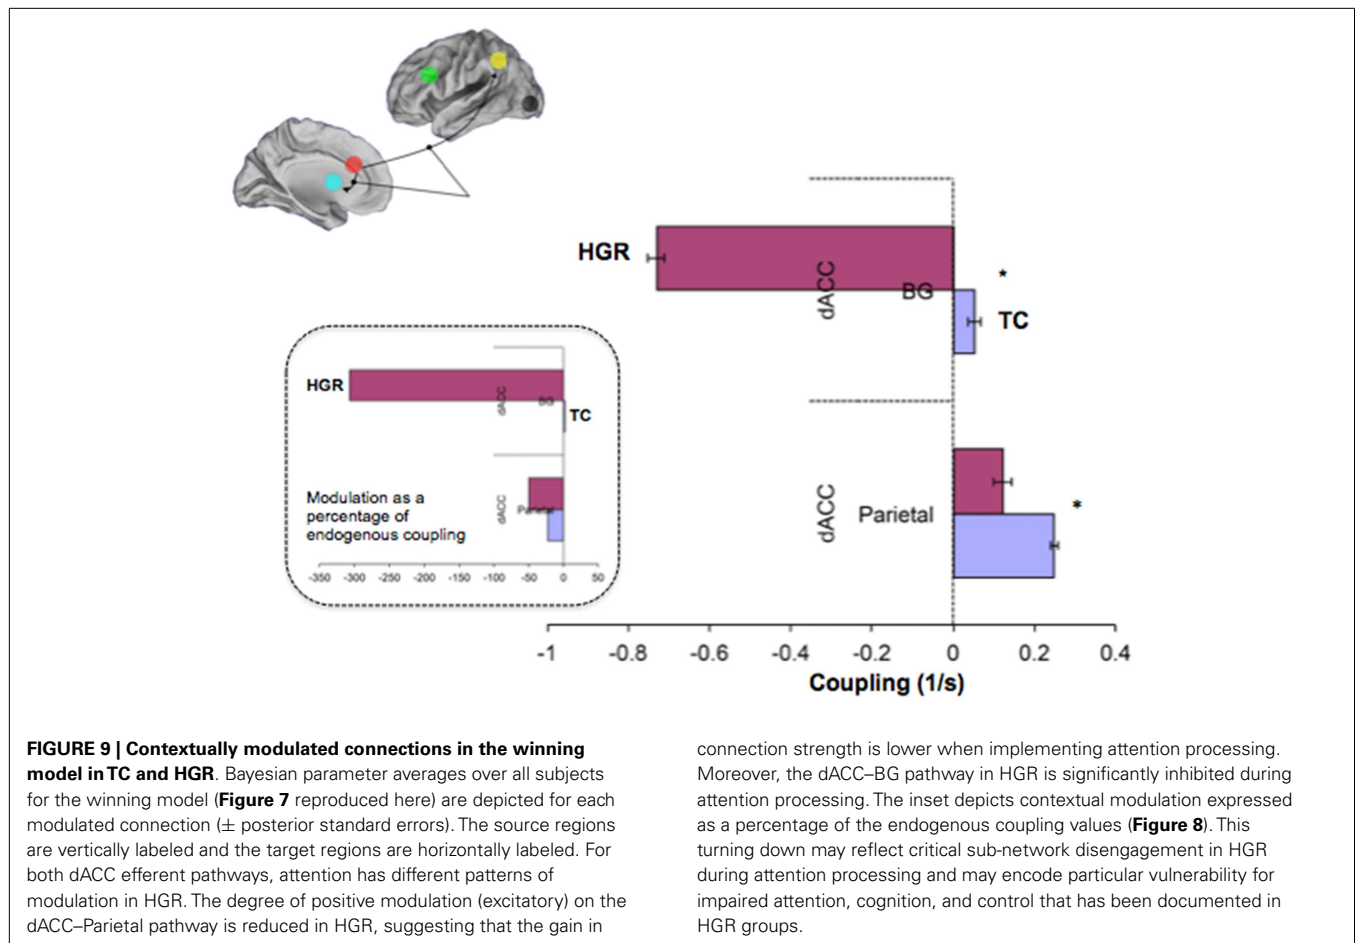 HGR
dACC
BG
*
TC
HGR
dACC
BG
TC
Modulation as a
percentage of
endogenous coupling
dACC
Parietal
-350 -300 -250 -200 -150 -100 -50 0 50
dACC
Parietal
*
-1 -0.8 -0.6 -0.4 -0.2 0 0.2 0.4
Coupling (1/s)
FIGURE 9 | Contextually modulated connections in the winning
model in TC and HGR. Bayesian parameter averages over all subjects
for the winning model (Figure 7 reproduced here) are depicted for each
modulated connection (± posterior standard errors). The source regions
are vertically labeled and the target regions are horizontally labeled. For
both dACC efferent pathways, attention has different patterns of
modulation in HGR. The degree of positive modulation (excitatory) on the
dACC–Parietal pathway is reduced in HGR, suggesting that the gain in
connection strength is lower when implementing attention processing.
Moreover, the dACC–BG pathway in HGR is significantly inhibited during
attention processing. The inset depicts contextual modulation expressed
as a percentage of the endogenous coupling values (Figure 8). This
turning down may reflect critical sub-network disengagement in HGR
during attention processing and may encode particular vulnerability for
impaired attention, cognition, and control that has been documented in
HGR groups.